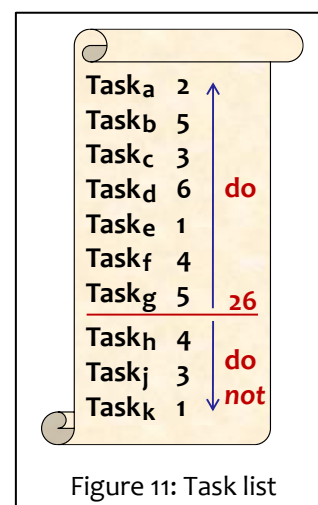 Taska 2
Taskb 5
Taskc 3
Taskd 6 do
Taske 1
Taskf 4
Taskg 5 26
Taskh 4
Taskj 3 do
Taskk 1 not
Figure 11: Task list